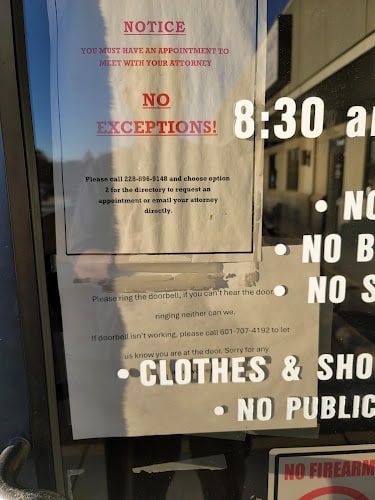 NOTICE
YOU MUST HAVE AN APPOINTMENT TO
MEET WITH YOUR ATTORNEY
NO
EXCEPTIONS!
Please call 228-896-9148 and choose option
2 for the directory to request an
appointment or email your attorney
directly.
Please ring the doorbell, if you can't hear the door
ringing neither can we.
If doorbell isn't working, please call 601-707-4192 to let
us know you are at the door. Sorry for any
8:30 a
• NO
• NO B
• NO S
• CLOTHES & SHO
• NO PUBLIC
NO FIREARM